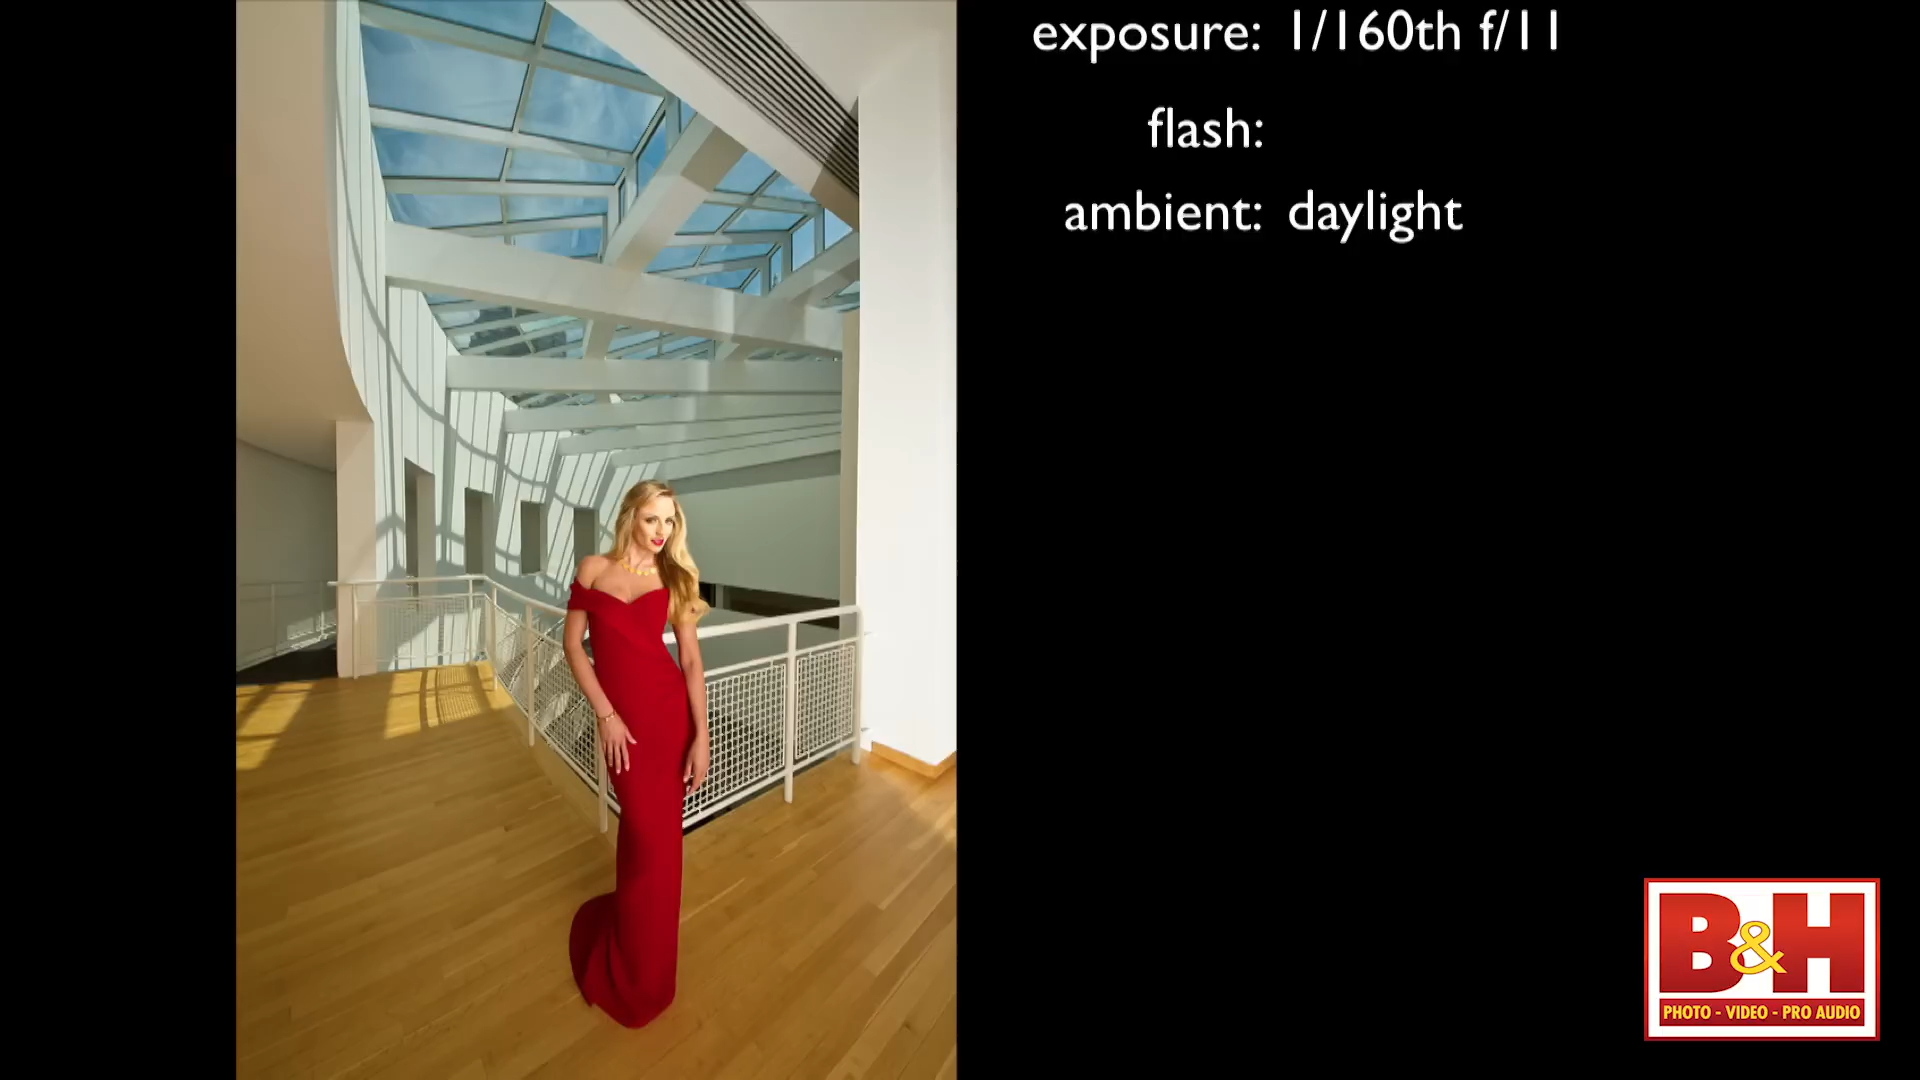 exposure: 1/160th f/11
flash:
ambient: daylight
B&H
PHOTO - VIDEO - PRO AUDIO